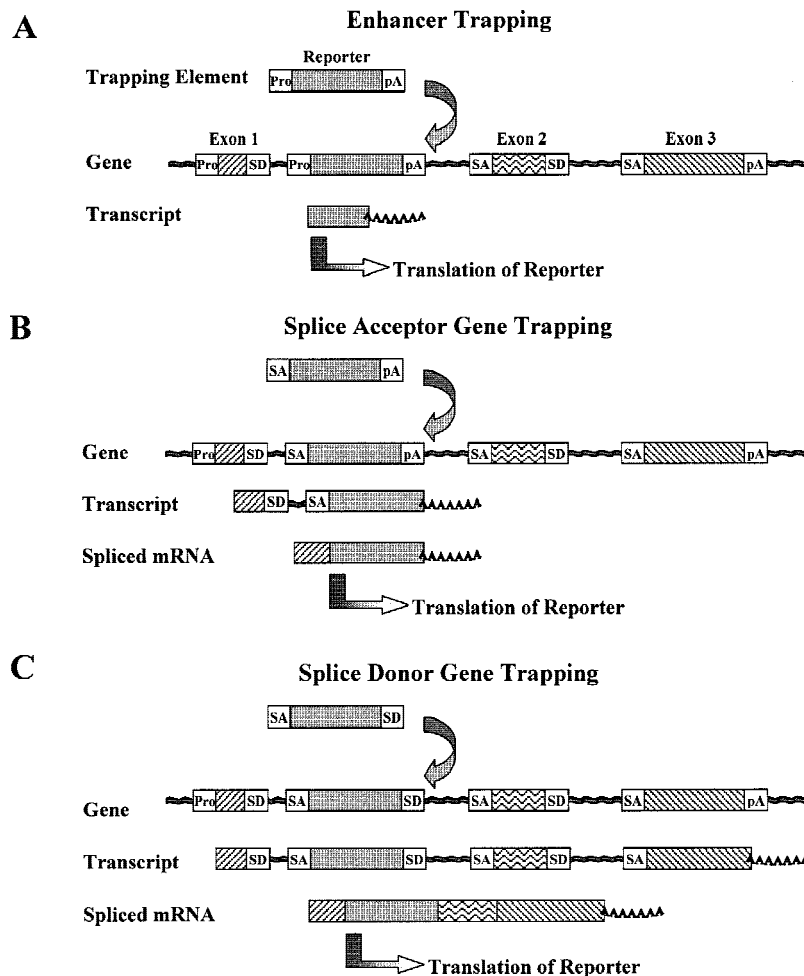 A
Enhancer Trapping
Reporter
Trapping Element
Pro pA
Exon 1 Exon 2 Exon 3
Gene
Pro SD Pro pA SA SD SA pA
Transcript
Translation of Reporter
B
Splice Acceptor Gene Trapping
SA pA
Gene
Pro SD SA pA SA SD SA pA
Transcript
SD SA
Spliced mRNA
Translation of Reporter
C
Splice Donor Gene Trapping
SA SD
Gene
Pro SD SA SD SA SD SA pA
Transcript
SD SA SD SA SD SA
Spliced mRNA
Translation of Reporter